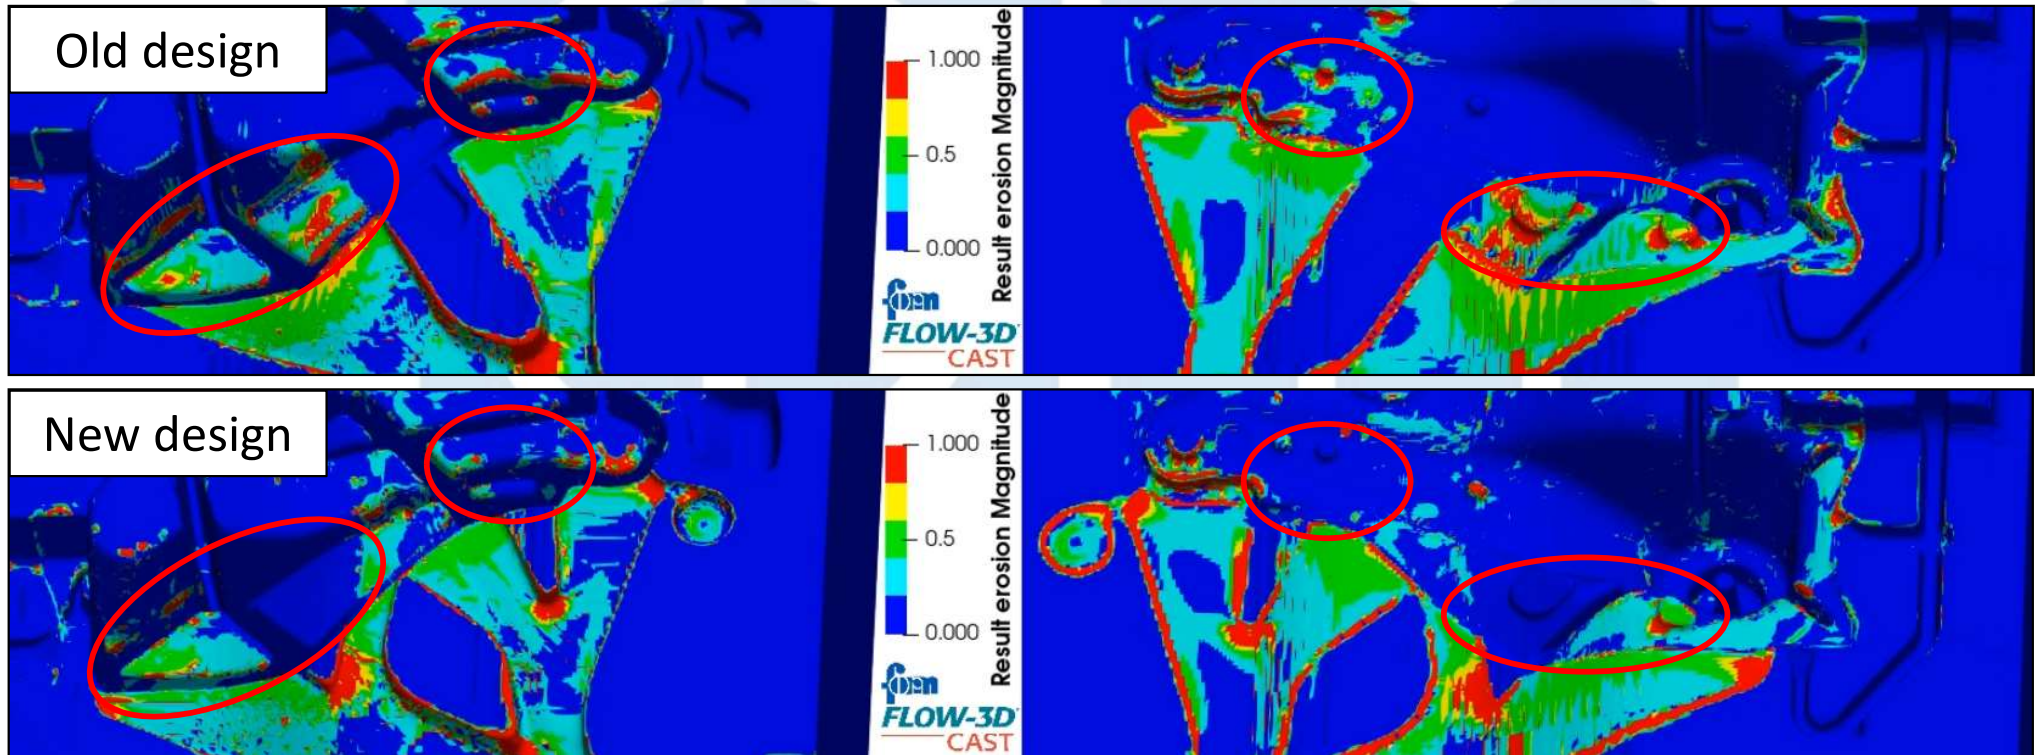 Old design
1.000
0.5
0.000
Result erosion Magnitude
FLOW-3D
CAST
New design
1.000
0.5
0.000
Result erosion Magnitude
FLOW-3D
CAST